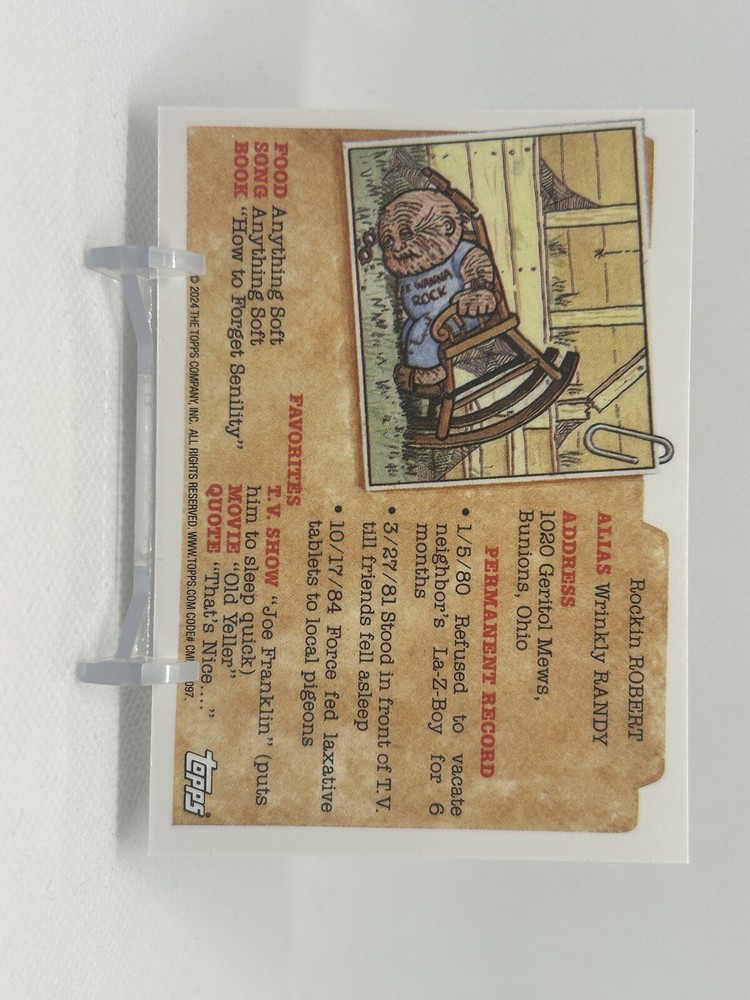 Rockin ROBERT
ALIAS Wrinkly RANDY
ADDRESS
1020 Geritol Mews,
Bunions, Ohio
I WANNA
ROCK
PERMANENT RECORD
• 1/5/80 Refused to vacate
neighbor's La-Z-Boy for 6
months
• 3/27/81 Stood in front of T.V.
till friends fell asleep
• 10/17/84 Force fed laxative
tablets to local pigeons
FAVORITES
FOOD Anything Soft
SONG Anything Soft
BOOK "How to Forget Senility"
T.V. SHOW "Joe Franklin" (puts
him to sleep quick)
MOVIE "Old Yeller"
QUOTE "That's Nice...."
© 2024 THE TOPPS COMPANY, INC. ALL RIGHTS RESERVED. WWW.TOPPS.COM CODE# 097.
topps®